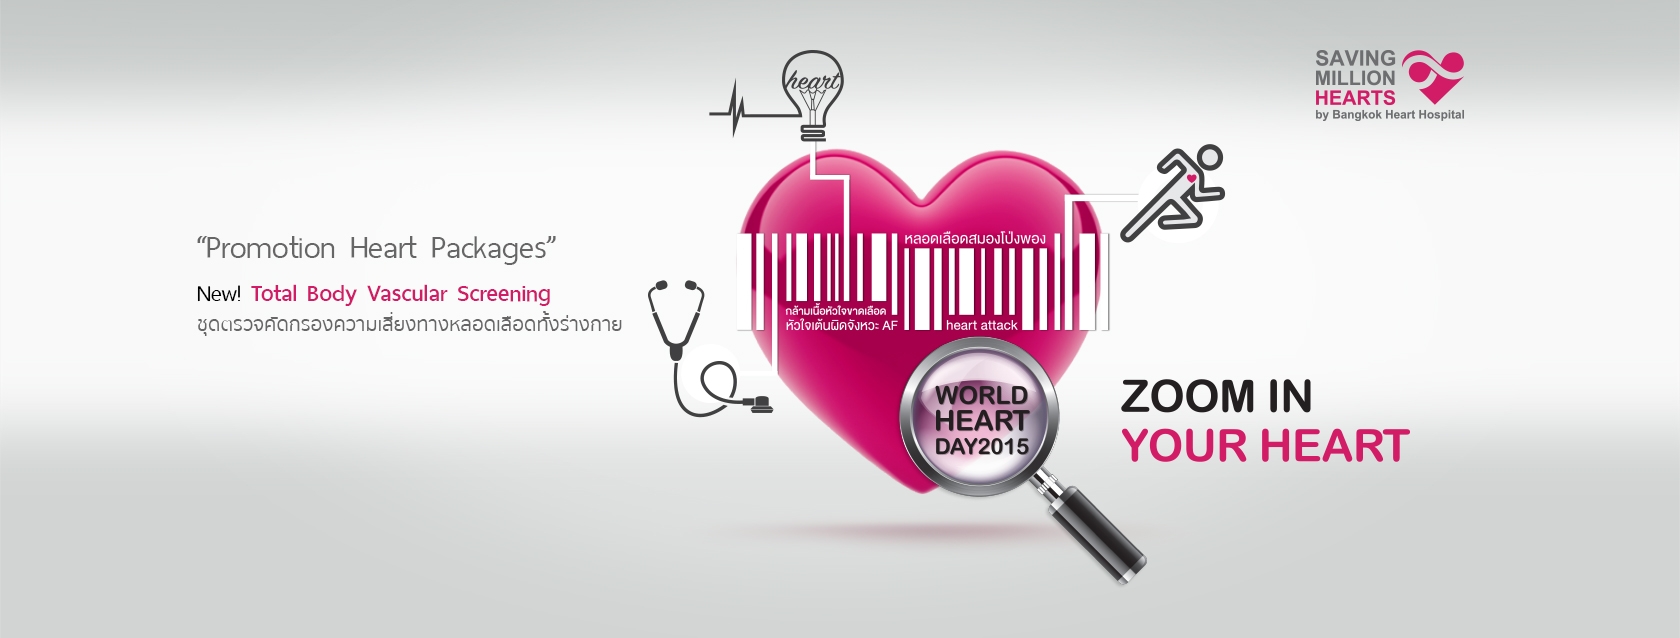 heart
SAVING
MILLION
HEARTS
by Bangkok Heart Hospital
“Promotion Heart Packages”
New! Total Body Vascular Screening
ชุดตรวจคัดกรองความเสี่ยงทางหลอดเลือดทั้งร่างกาย
หลอดเลือดสมองโป่งพอง
กล้ามเนื้อหัวใจขาดเลือด
หัวใจเต้นผิดจังหวะ AF
heart attack
WORLD
HEART
DAY2015
ZOOM IN
YOUR HEART